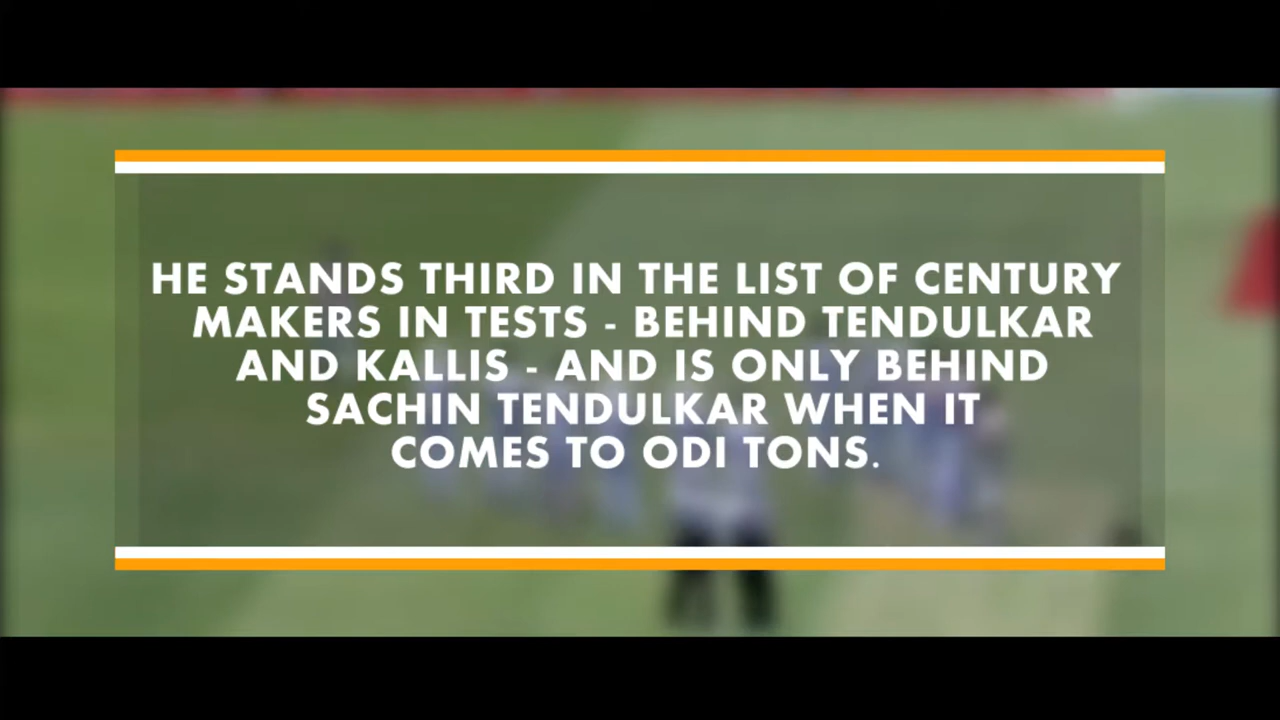 HE STANDS THIRD IN THE LIST OF CENTURY
MAKERS IN TESTS - BEHIND TENDULKAR
AND KALLIS - AND IS ONLY BEHIND
SACHIN TENDULKAR WHEN IT
COMES TO ODI TONS.